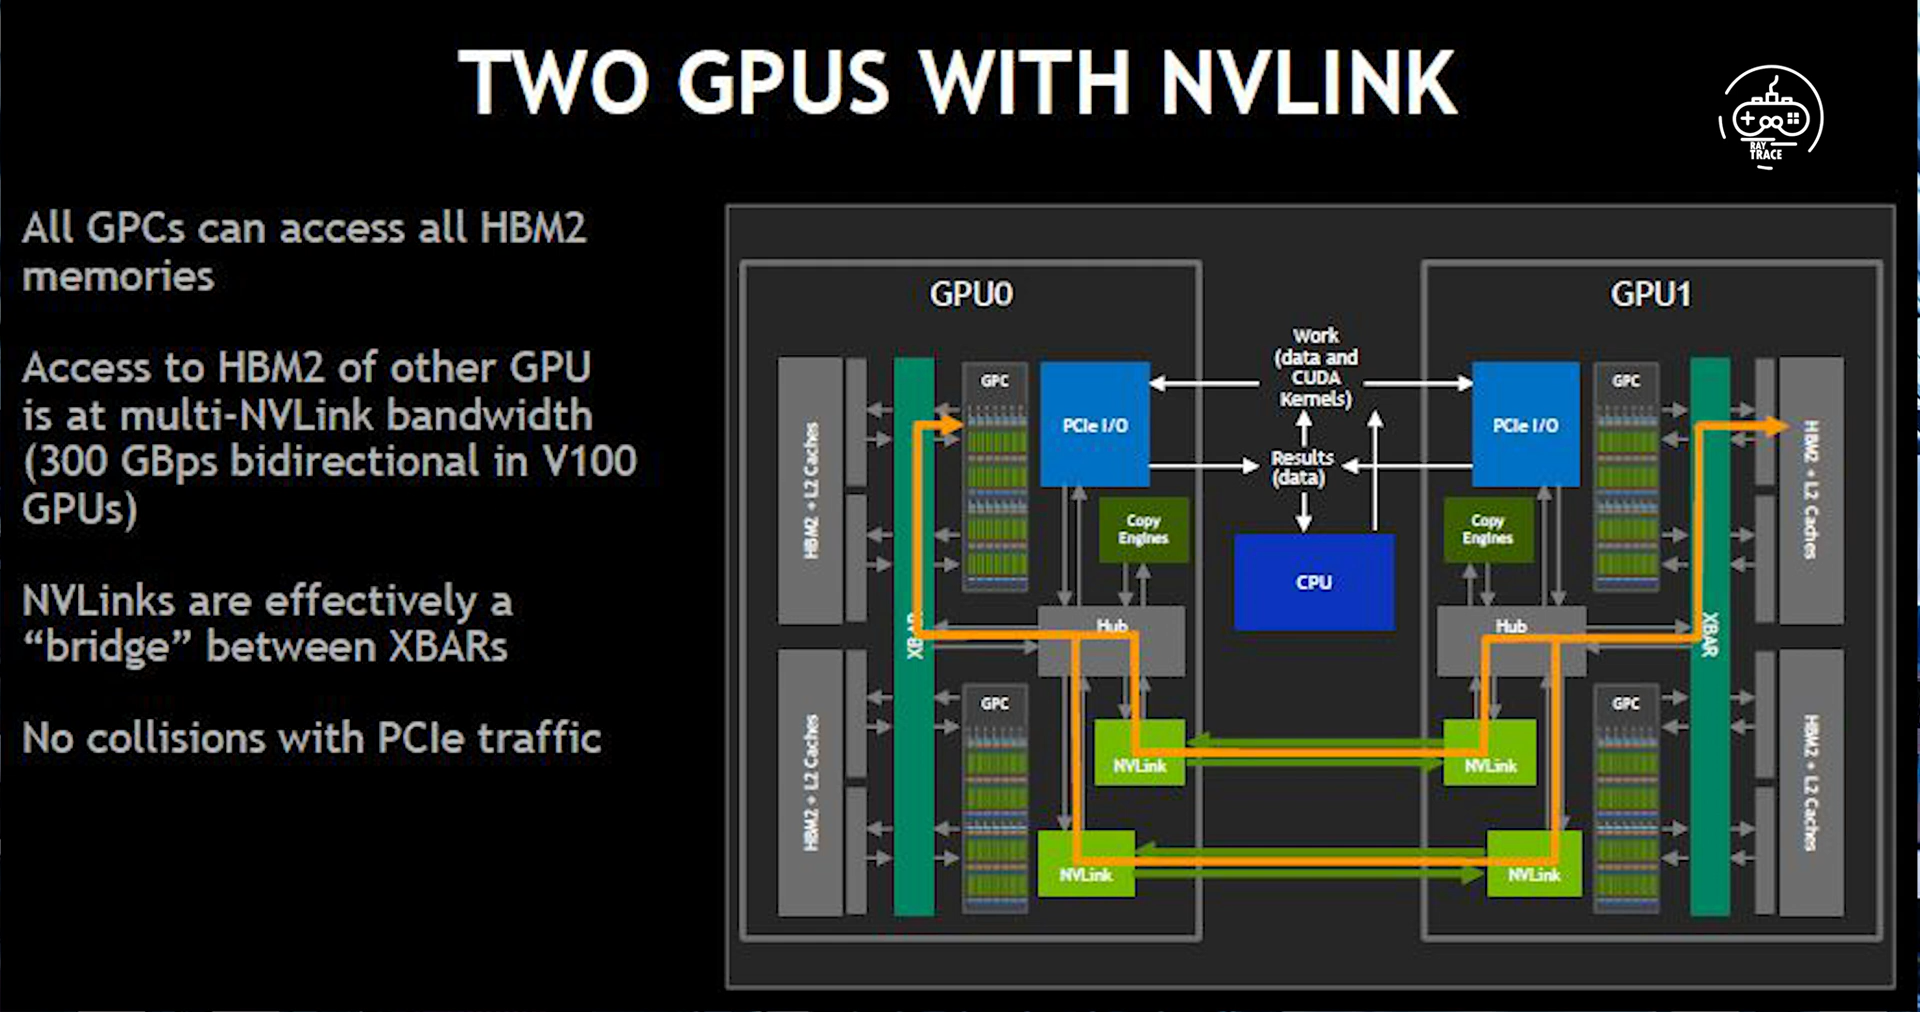 TWO GPUS WITH NVLINK
RAY
TRACE
All GPCs can access all HBM2
memories
Access to HBM2 of other GPU
is at multi-NVLink bandwidth
(300 GBps bidirectional in V100
GPUs)
NVLinks are effectively a
“bridge” between XBARs
No collisions with PCIe traffic
GPU0
HBM2 + L2 Caches
HBM2 + L2 Caches
XBAR
GPC
GPC
PCIe I/O
Copy
Engines
Hub
NVLink
NVLink
Work
(data and
CUDA
Kernels)
Results
(data)
CPU
GPU1
PCIe I/O
Copy
Engines
Hub
NVLink
NVLink
GPC
GPC
XBAR
HBM2 + L2 Caches
HBM2 + L2 Caches